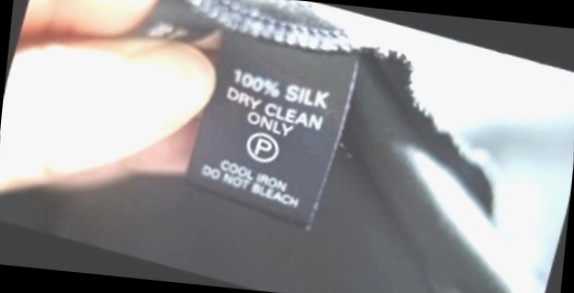 100% SILK
DRY CLEAN
ONLY
P
COOL IRON
DO NOT BLEACH